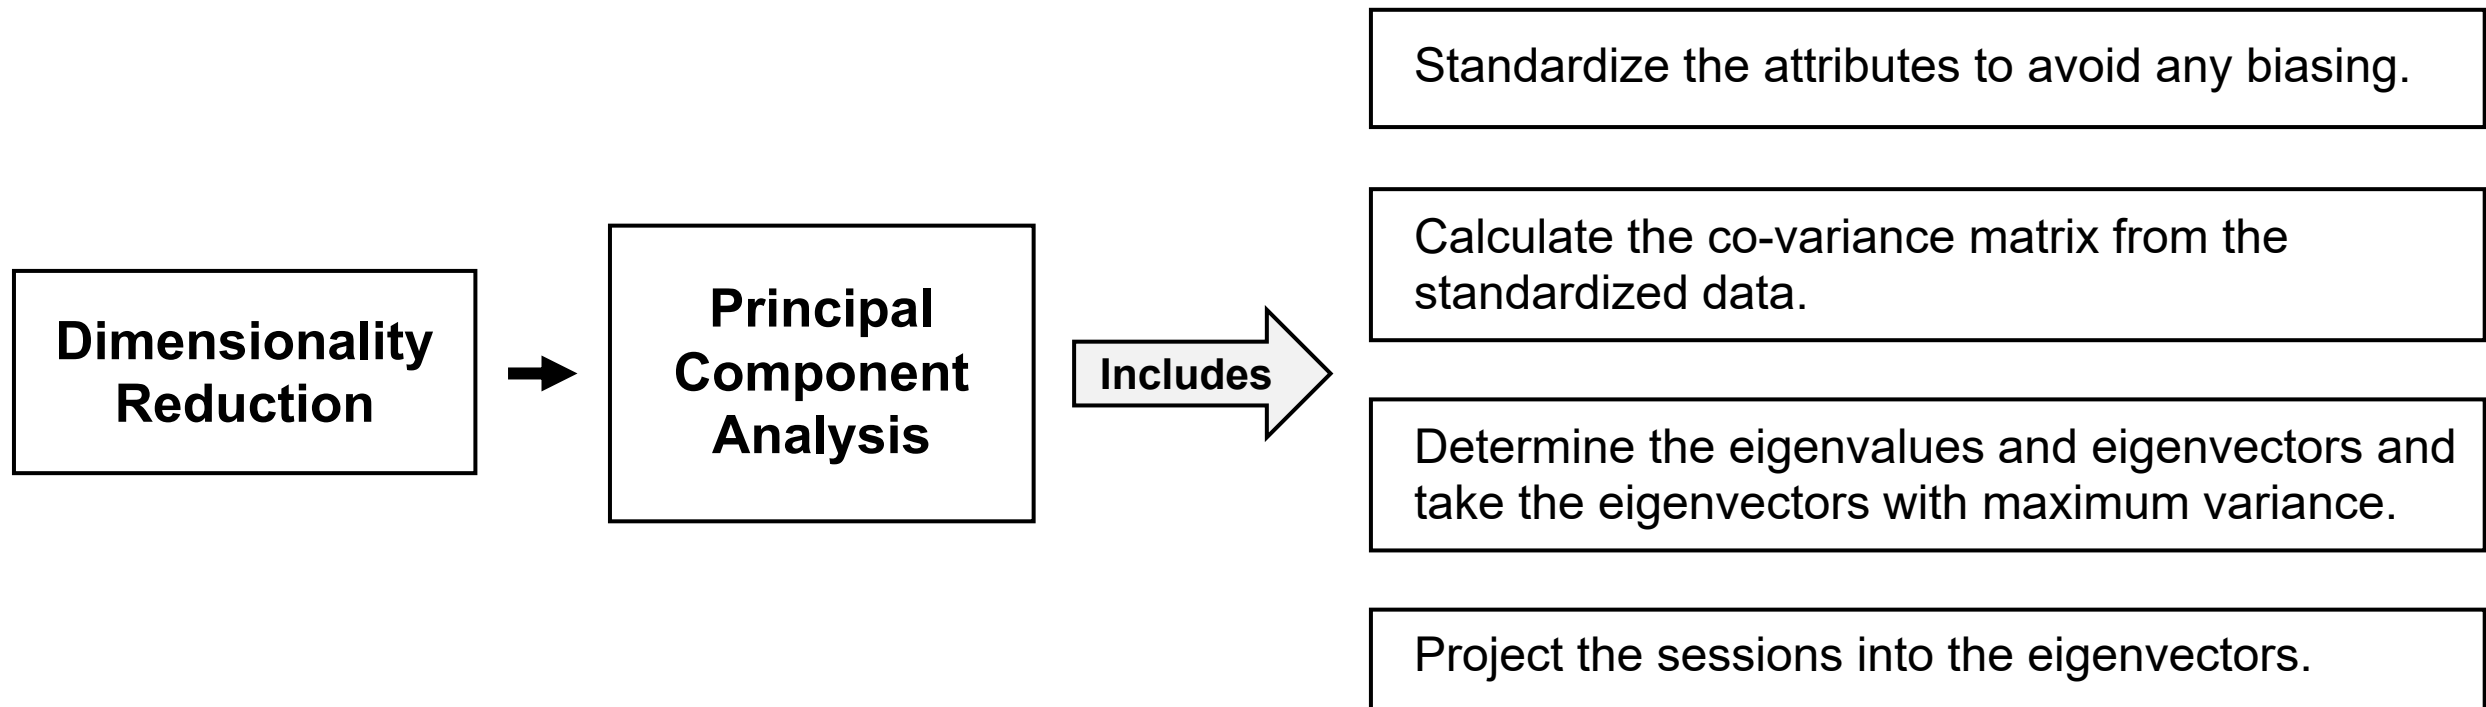 Dimensionality
Reduction
Principal
Component
Analysis
Includes
Standardize the attributes to avoid any biasing.
Calculate the co-variance matrix from the
standardized data.
Determine the eigenvalues and eigenvectors and
take the eigenvectors with maximum variance.
Project the sessions into the eigenvectors.